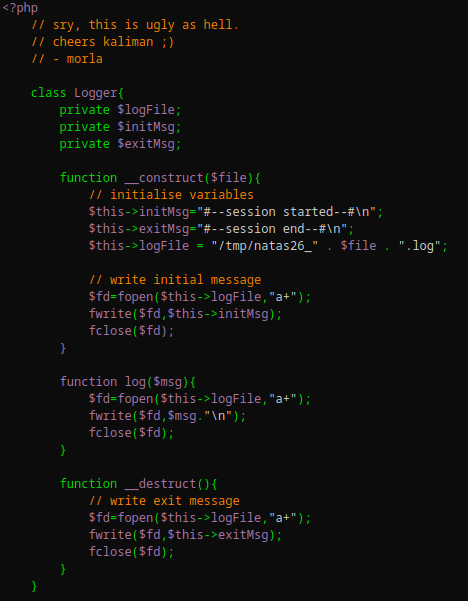 <?php
    // sry, this is ugly as hell.
    // cheers kaliman ;)
    // - morla

    class Logger{
        private $logFile;
        private $initMsg;
        private $exitMsg;

        function __construct($file){
            // initialise variables
            $this->initMsg="#--session started--#\n";
            $this->exitMsg="#--session end--#\n";
            $this->logFile = "/tmp/natas26_" . $file . ".log";

            // write initial message
            $fd=fopen($this->logFile,"a+");
            fwrite($fd,$this->initMsg);
            fclose($fd);
        }

        function log($msg){
            $fd=fopen($this->logFile,"a+");
            fwrite($fd,$msg."\n");
            fclose($fd);
        }

        function __destruct(){
            // write exit message
            $fd=fopen($this->logFile,"a+");
            fwrite($fd,$this->exitMsg);
            fclose($fd);
        }
    }